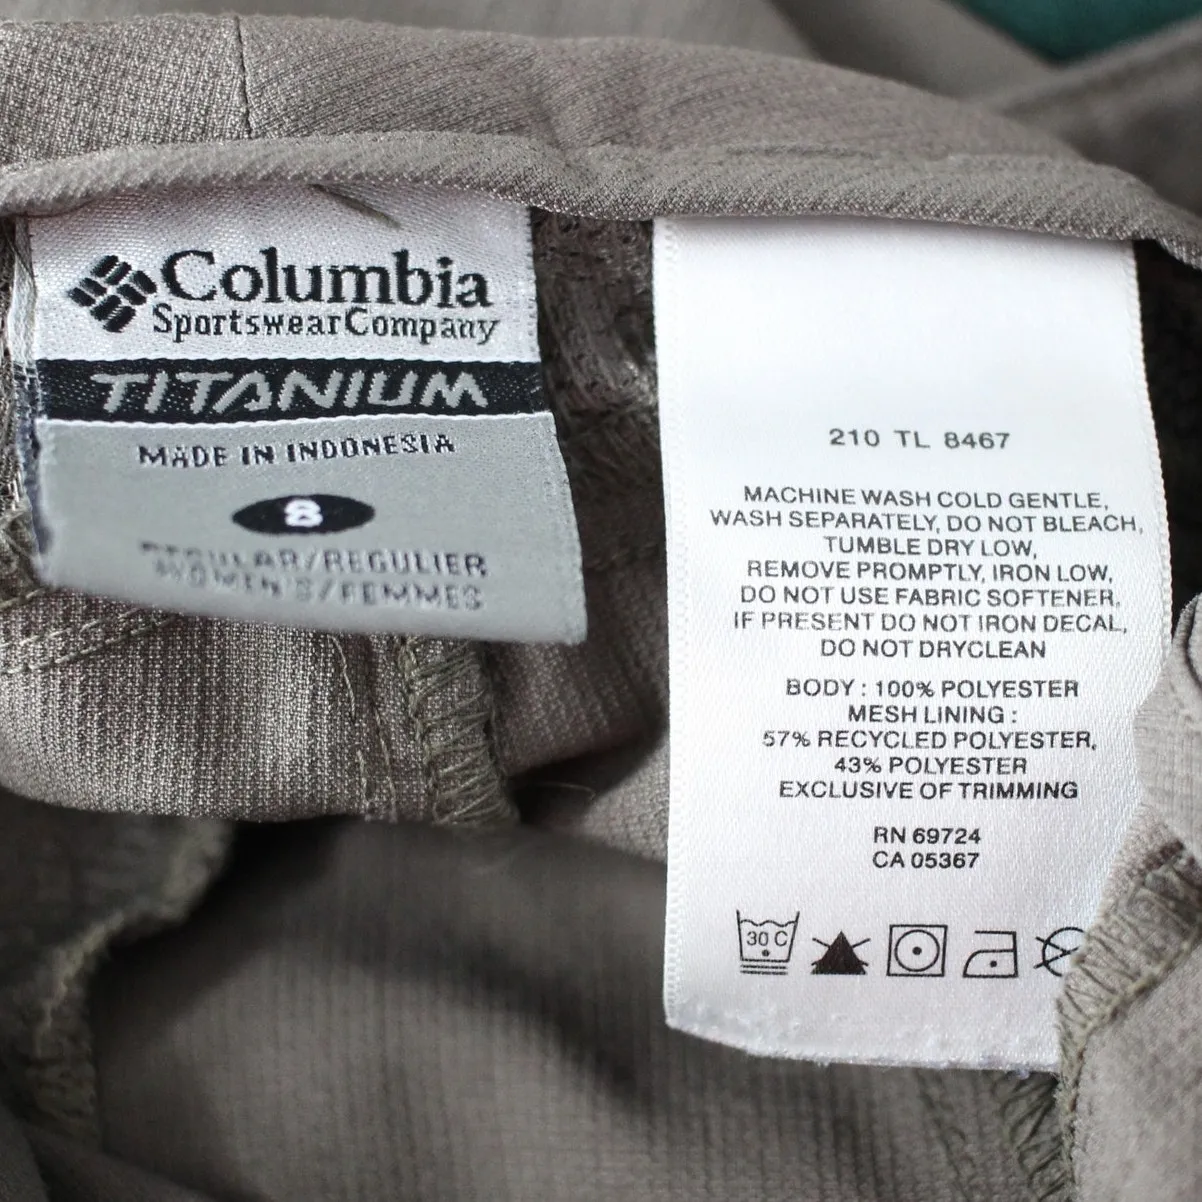 Columbia
Sportswear Company
TITANIUM
MADE IN INDONESIA
8
REGULAR/REGULIER
WOMEN'S/FEMMES
210 TL 8467
MACHINE WASH COLD GENTLE,
WASH SEPARATELY, DO NOT BLEACH,
TUMBLE DRY LOW,
REMOVE PROMPTLY, IRON LOW,
DO NOT USE FABRIC SOFTENER,
IF PRESENT DO NOT IRON DECAL,
DO NOT DRYCLEAN
BODY : 100% POLYESTER
MESH LINING :
57% RECYCLED POLYESTER,
43% POLYESTER
EXCLUSIVE OF TRIMMING
RN 69724
CA 05367
30 C